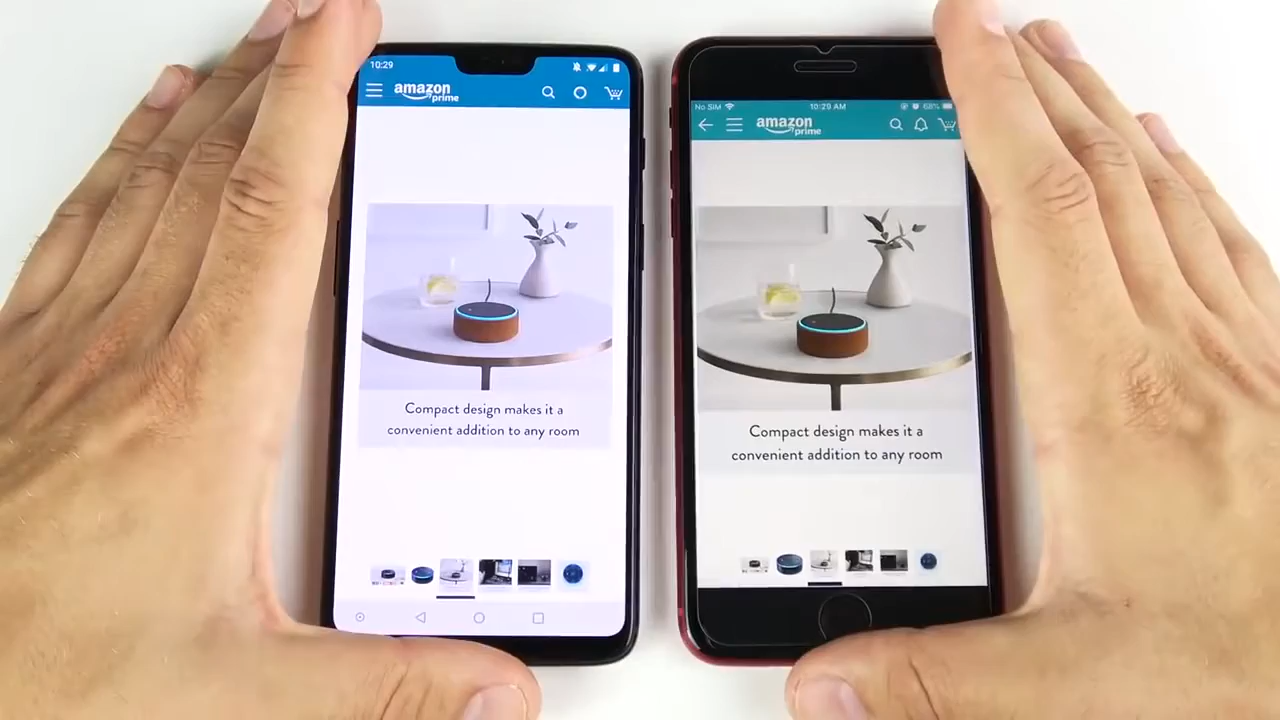 10:29
amazon
prime
Compact design makes it a
convenient addition to any room
No SIM 10:29 AM 68%
amazon
prime
Compact design makes it a
convenient addition to any room